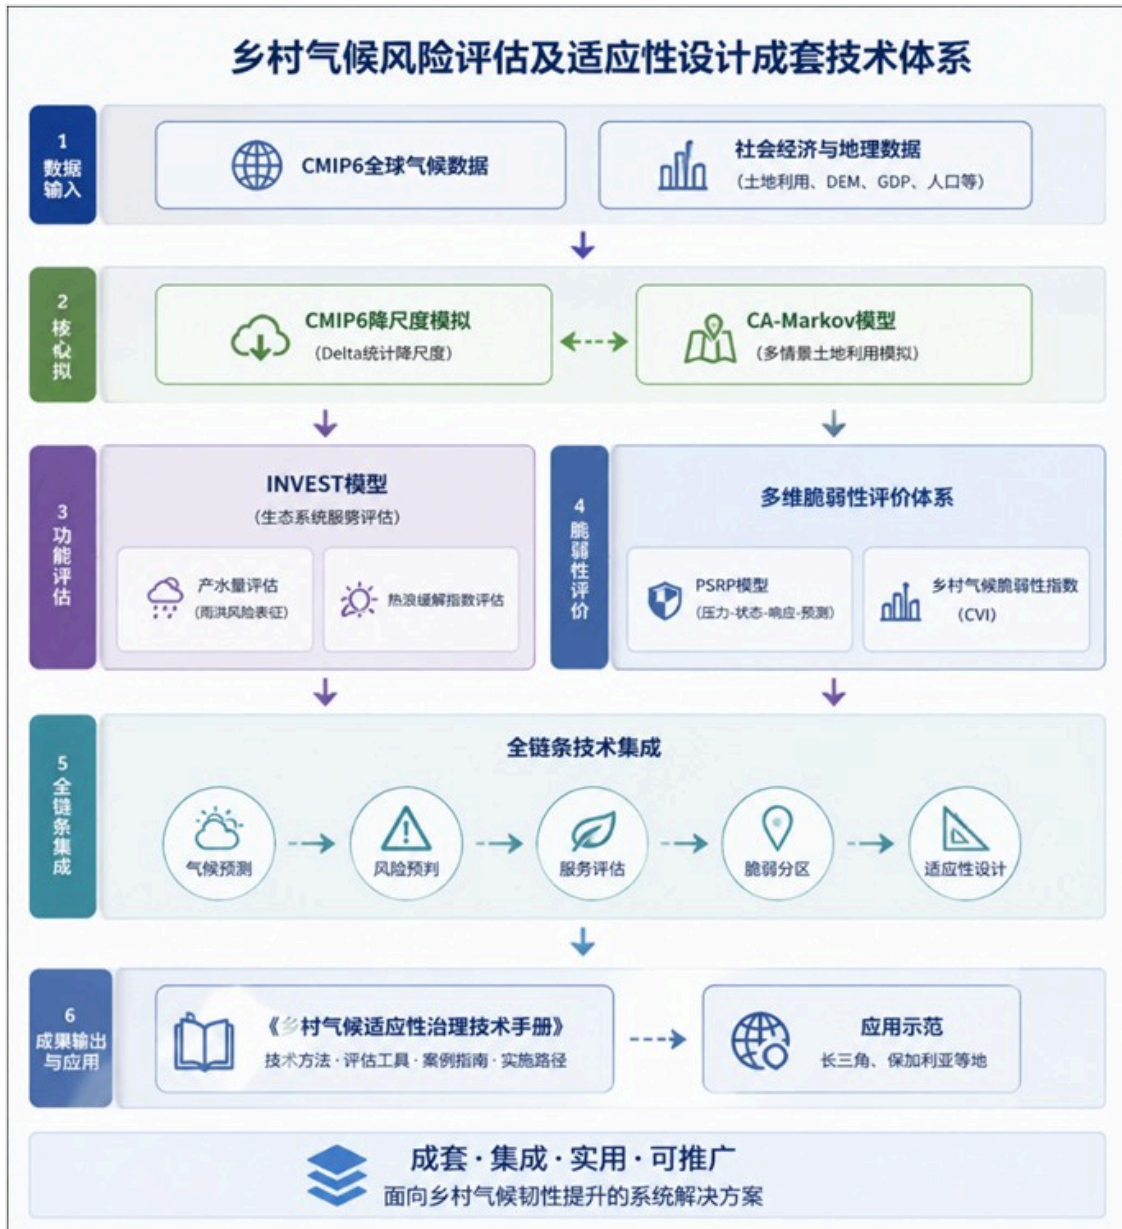 乡村气候风险评估及适应性设计成套技术体系
1
数据
输入
CMIP6全球气候数据
社会经济与地理数据
(土地利用、DEM、GDP、人口等)
2
核
心
拟
CMIP6降尺度模拟
(Delta统计降尺度)
CA-Markov模型
(多情景土地利用模拟)
3
功
能
评
估
INVEST模型
(生态系统服务评估)
产水量评估
(雨洪风险表征)
热浪缓解指数评估
4
脆
弱
性
评
价
多维脆弱性评价体系
PSRP模型
(压力-状态-响应-预测)
乡村气候脆弱性指数
(CVI)
5
全
链
条
集
成
全链条技术集成
气候预测
风险预判
服务评估
脆弱分区
适应性设计
6
成果输出
与应用
《乡村气候适应性治理技术手册》
技术方法·评估工具·案例指南·实施路径
应用示范
长三角、保加利亚等地
成套·集成·实用·可推广
面向乡村气候韧性提升的系统解决方案